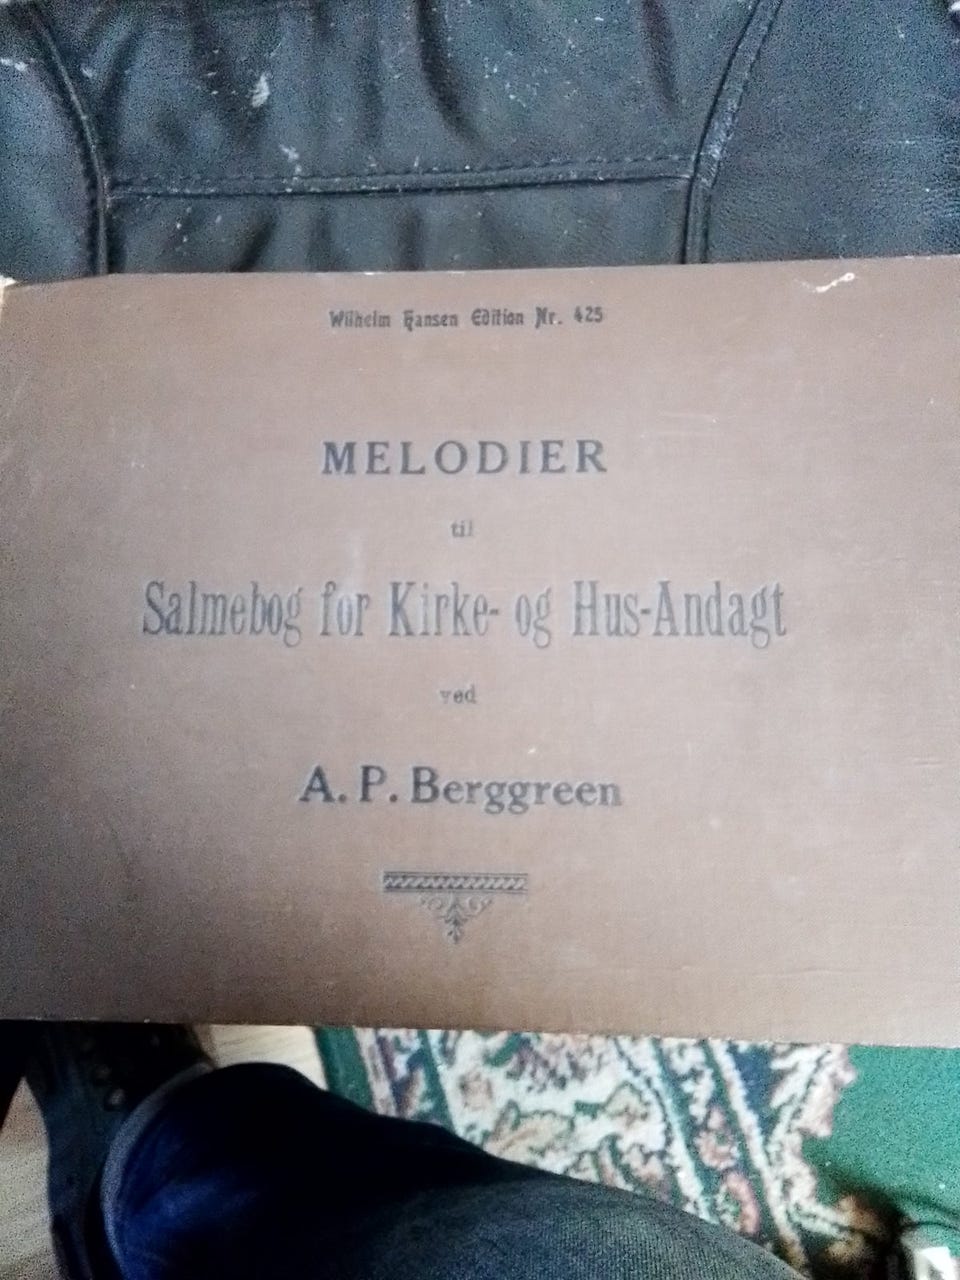 Wilhelm Hansen Edition Nr. 425
MELODIER
til
Salmebog for Kirke- og Hus-Andagt
ved
A. P. Berggreen